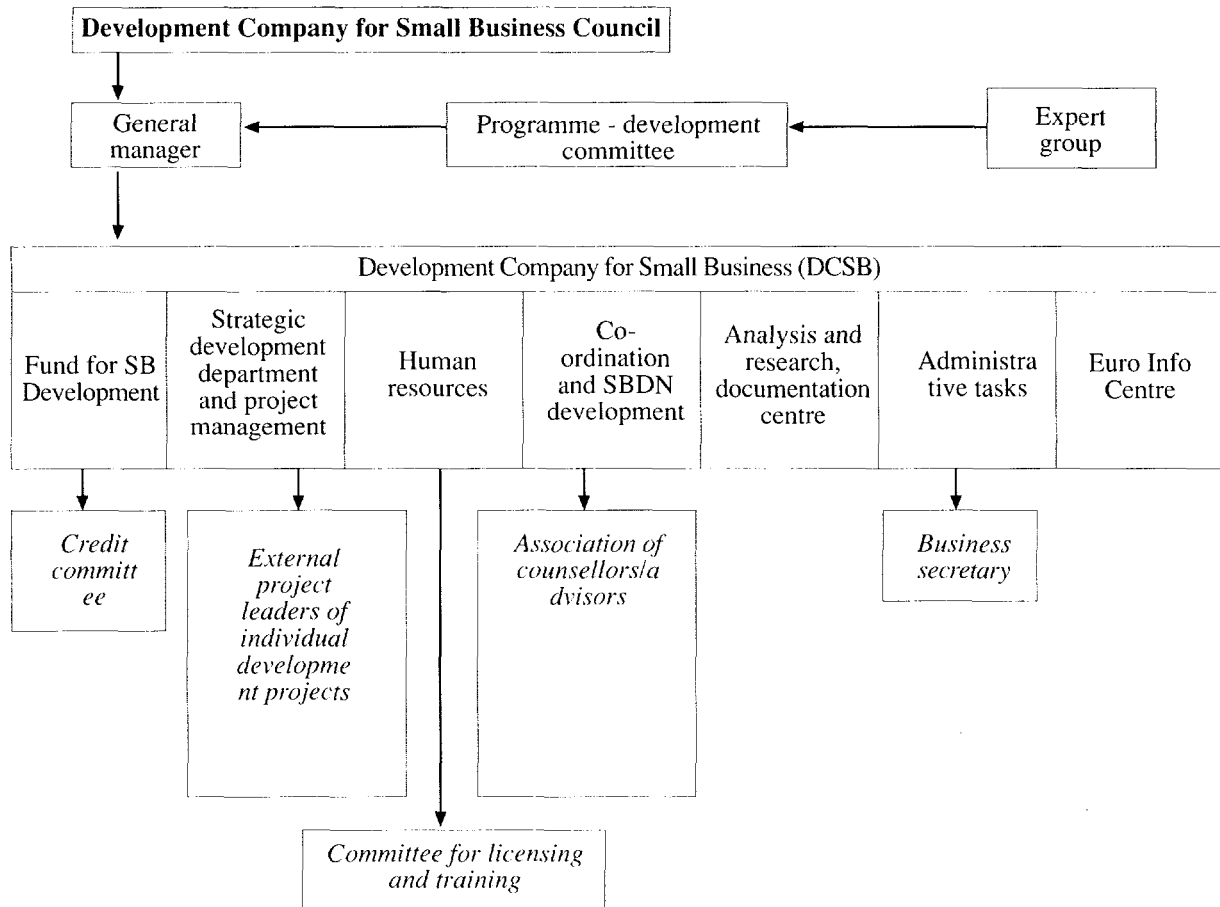 Development Company for Small Business Council
General
manager
Programme - development
committee
Expert
group
Development Company for Small Business (DCSB)
Fund for SB
Development
Strategic
development
department
and project
management
Human
resources
Co-
ordination
and SBDN
development
Analysis and
research,
documentation
centre
Administra
tive tasks
Euro Info
Centre
Credit
committ
ee
External
project
leaders of
individual
developme
nt projects
Association of
counsellors/a
dvisors
Business
secretary
Committee for licensing
and training